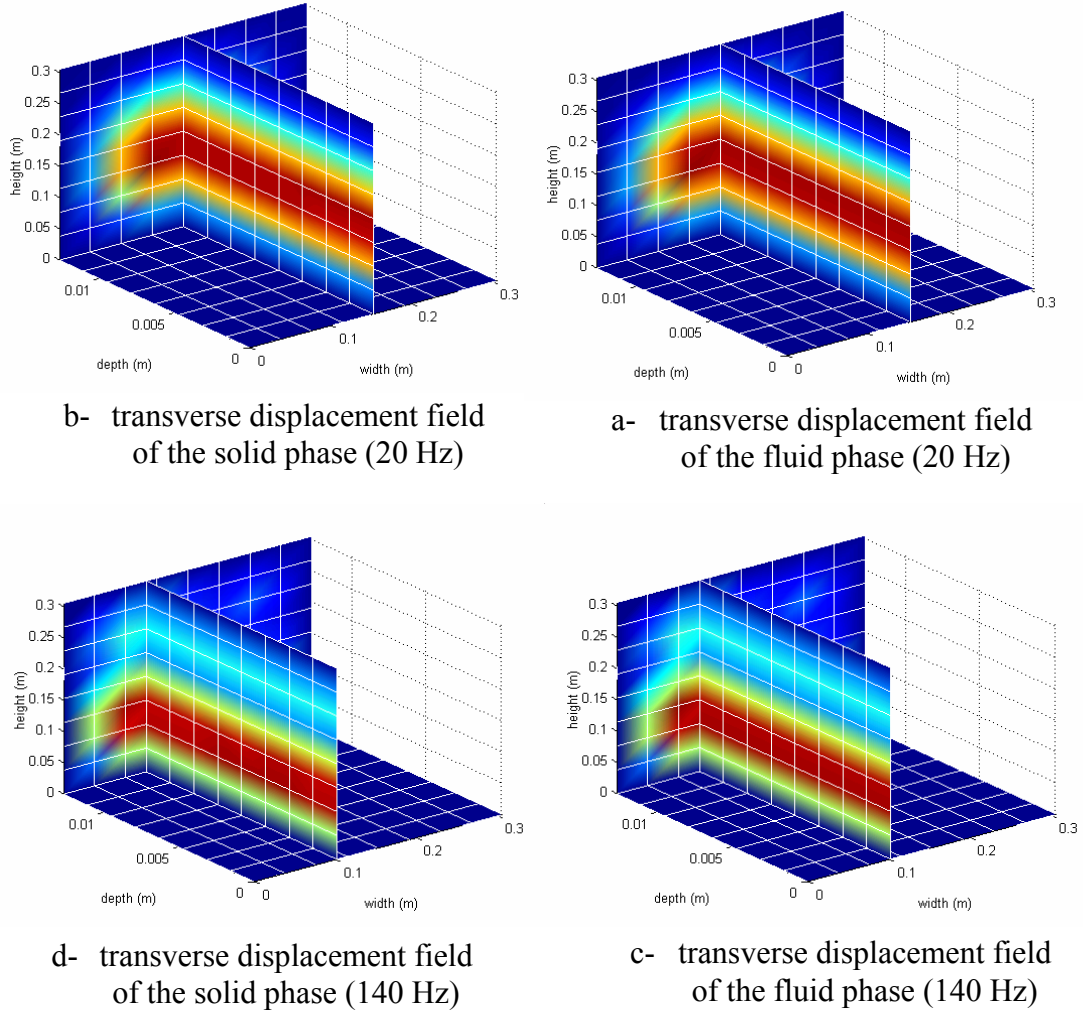 0.3
0.25
0.2
0.15
0.1
0.05
0
height (m)
0.01
0.005
0
depth (m)
0
0.1
0.2
0.3
width (m)
b- transverse displacement field
of the solid phase (20 Hz)
0.3
0.25
0.2
0.15
0.1
0.05
0
height (m)
0.01
0.005
0
depth (m)
0
0.1
0.2
0.3
width (m)
a- transverse displacement field
of the fluid phase (20 Hz)
0.3
0.25
0.2
0.15
0.1
0.05
0
height (m)
0.01
0.005
0
depth (m)
0
0.1
0.2
0.3
width (m)
d- transverse displacement field
of the solid phase (140 Hz)
0.3
0.25
0.2
0.15
0.1
0.05
0
height (m)
0.01
0.005
0
depth (m)
0
0.1
0.2
0.3
width (m)
c- transverse displacement field
of the fluid phase (140 Hz)